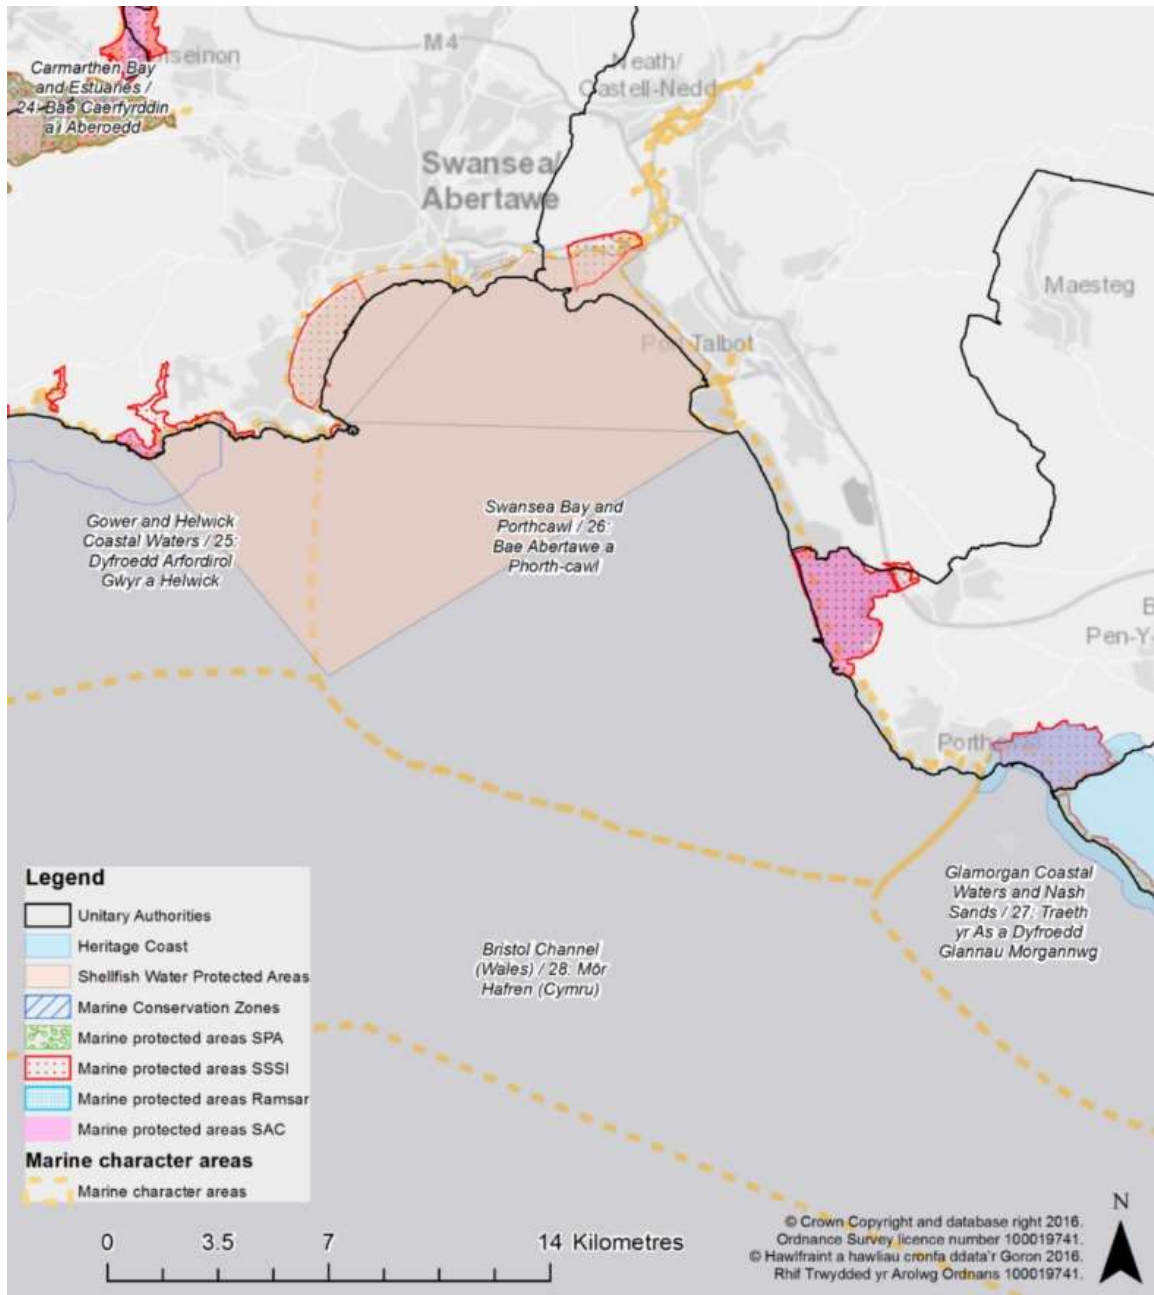 M4
Neath/
Castell-Nedd
Carmarthen Bay
and Estuaries /
24: Bae Caerfyrddin
a'i Aberoedd
Swansea/
Abertawe
Maesteg
Port Talbot
Gower and Helwick
Coastal Waters / 25:
Dyfroedd Arfordirol
Gwyr a Helwick
Swansea Bay and
Porthcawl / 26:
Bae Abertawe a
Phorth-cawl
Pen-Y-
Glamorgan Coastal
Waters and Nash
Sands / 27: Traeth
yr As a Dyfroedd
Glannau Morgannwg
Bristol Channel
(Wales) / 28: Môr
Hafren (Cymru)
Legend
Unitary Authorities
Heritage Coast
Shellfish Water Protected Areas
Marine Conservation Zones
Marine protected areas SPA
Marine protected areas SSSI
Marine protected areas Ramsar
Marine protected areas SAC
Marine character areas
Marine character areas
0 3.5 7 14 Kilometres
N
© Crown Copyright and database right 2016.
Ordnance Survey licence number 100019741.
© Hawlfraint a hawliau cronfa ddata'r Goron 2016.
Rhif Trwydded yr Arolwg Ordnans 100019741.